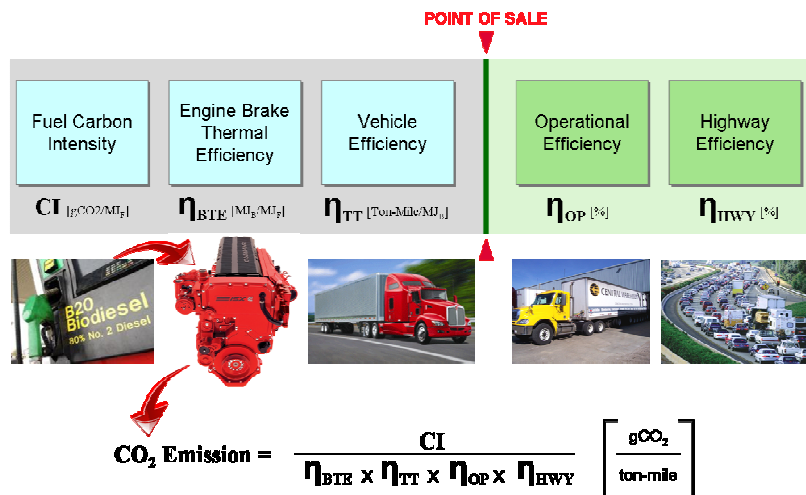 POINT OF SALE
Fuel Carbon
Intensity
Engine Brake
Thermal
Efficiency
Vehicle
Efficiency
Operational
Efficiency
Highway
Efficiency
CI [gCO2/MJF]
ηBTE [MJB/MJF]
ηTT [Ton-Mile/MJB]
ηOP [%]
ηHWY [%]
B20
Biodiesel
80% No. 2 Diesel
CENTRAL
CO2 Emission = CI / ηBTE x ηTT x ηOP x ηHWY [gCO2 / ton-mile]